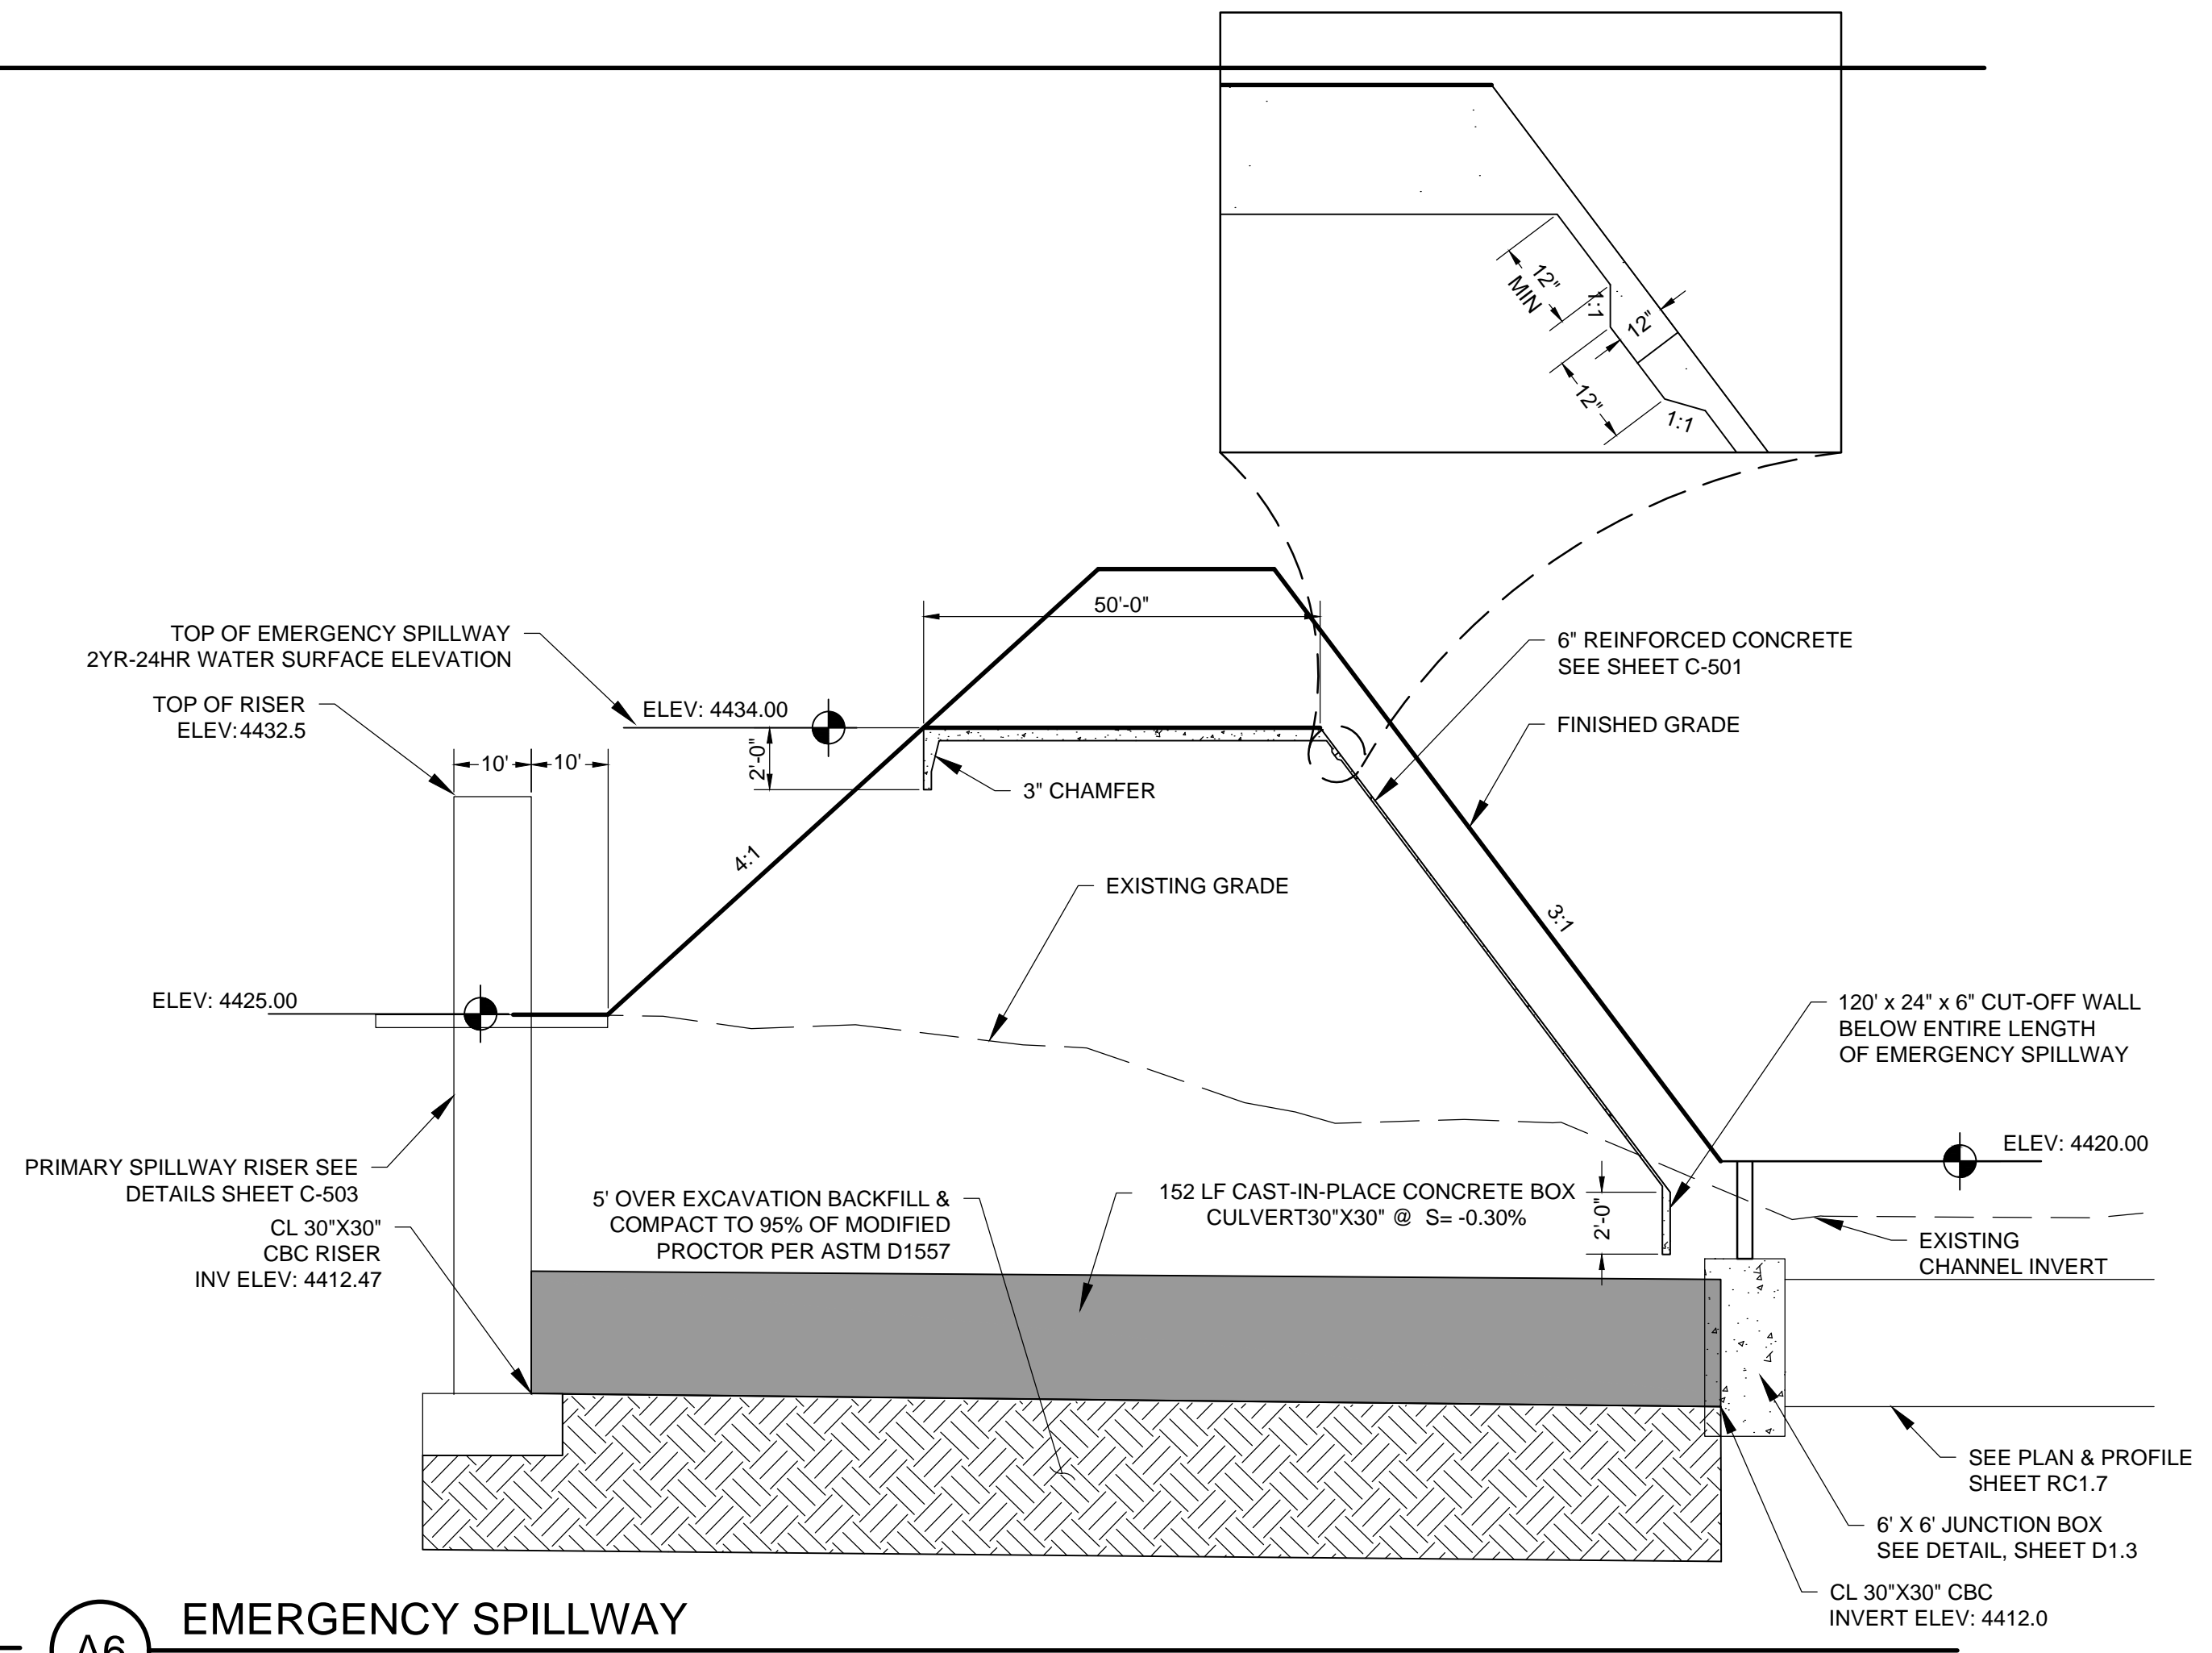 12"
MIN
1:1
12"
12"
1:1
50'-0"
TOP OF EMERGENCY SPILLWAY
2YR-24HR WATER SURFACE ELEVATION
6" REINFORCED CONCRETE
SEE SHEET C-501
TOP OF RISER
ELEV:4432.5
ELEV: 4434.00
FINISHED GRADE
10'
10'
2'-0"
3" CHAMFER
4:1
EXISTING GRADE
3:1
ELEV: 4425.00
120' x 24" x 6" CUT-OFF WALL
BELOW ENTIRE LENGTH
OF EMERGENCY SPILLWAY
ELEV: 4420.00
PRIMARY SPILLWAY RISER SEE
DETAILS SHEET C-503
5' OVER EXCAVATION BACKFILL &
COMPACT TO 95% OF MODIFIED
PROCTOR PER ASTM D1557
152 LF CAST-IN-PLACE CONCRETE BOX
CULVERT30"X30" @ S= -0.30%
2'-0"
CL 30"X30"
CBC RISER
INV ELEV: 4412.47
EXISTING
CHANNEL INVERT
SEE PLAN & PROFILE
SHEET RC1.7
6' X 6' JUNCTION BOX
SEE DETAIL, SHEET D1.3
CL 30"X30" CBC
INVERT ELEV: 4412.0
A6
EMERGENCY SPILLWAY